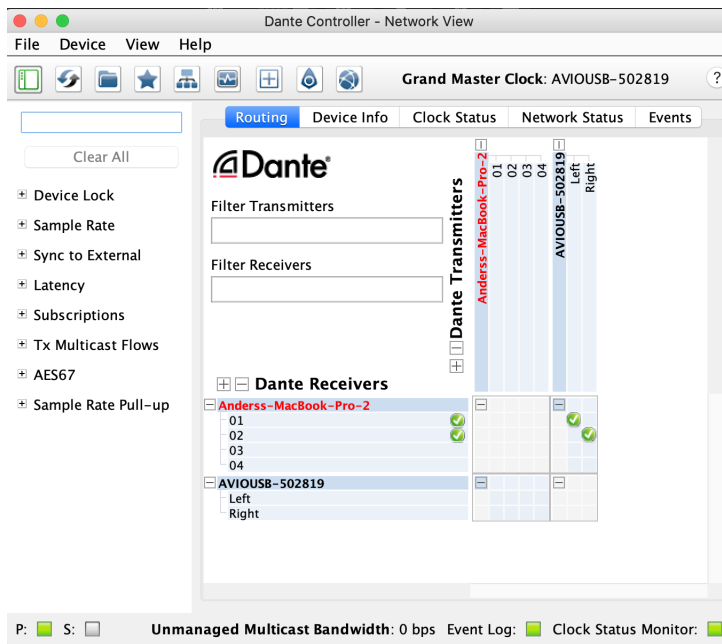 Dante Controller - Network View
File Device View Help
Grand Master Clock: AVIOUSB-502819 ?
Routing Device Info Clock Status Network Status Events
Clear All
Device Lock
Sample Rate
Sync to External
Latency
Subscriptions
Tx Multicast Flows
AES67
Sample Rate Pull-up
Dante®
Filter Transmitters
Filter Receivers
Dante Transmitters
Anderss-MacBook-Pro-2
01
02
03
04
AVIOUSB-502819
Left
Right
Dante Receivers
Anderss-MacBook-Pro-2
01
02
03
04
AVIOUSB-502819
Left
Right
P: S: Unmanaged Multicast Bandwidth: 0 bps Event Log: Clock Status Monitor: